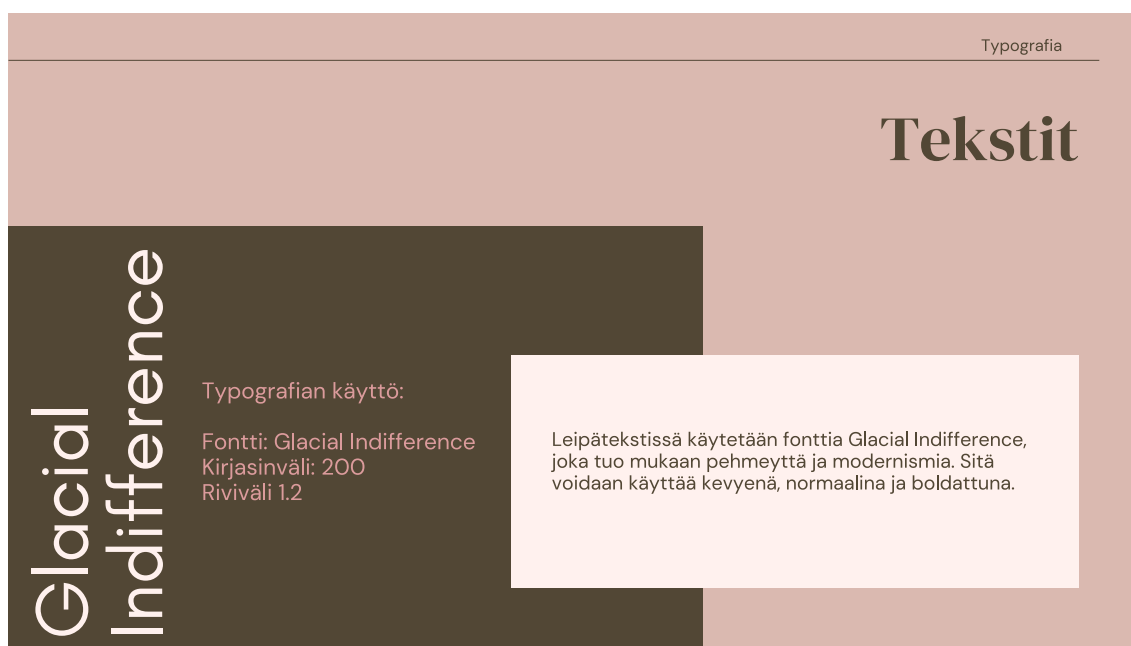 Typografia
Tekstit
Glacial
Indifference
Typografian käyttö:
Fontti: Glacial Indifference
Kirjasinväli: 200
Riviväli 1.2
Leipätekstissä käytetään fonttia Glacial Indifference,
joka tuo mukaan pehmeyttä ja modernismia. Sitä
voidaan käyttää kevyenä, normaalina ja boldattuna.